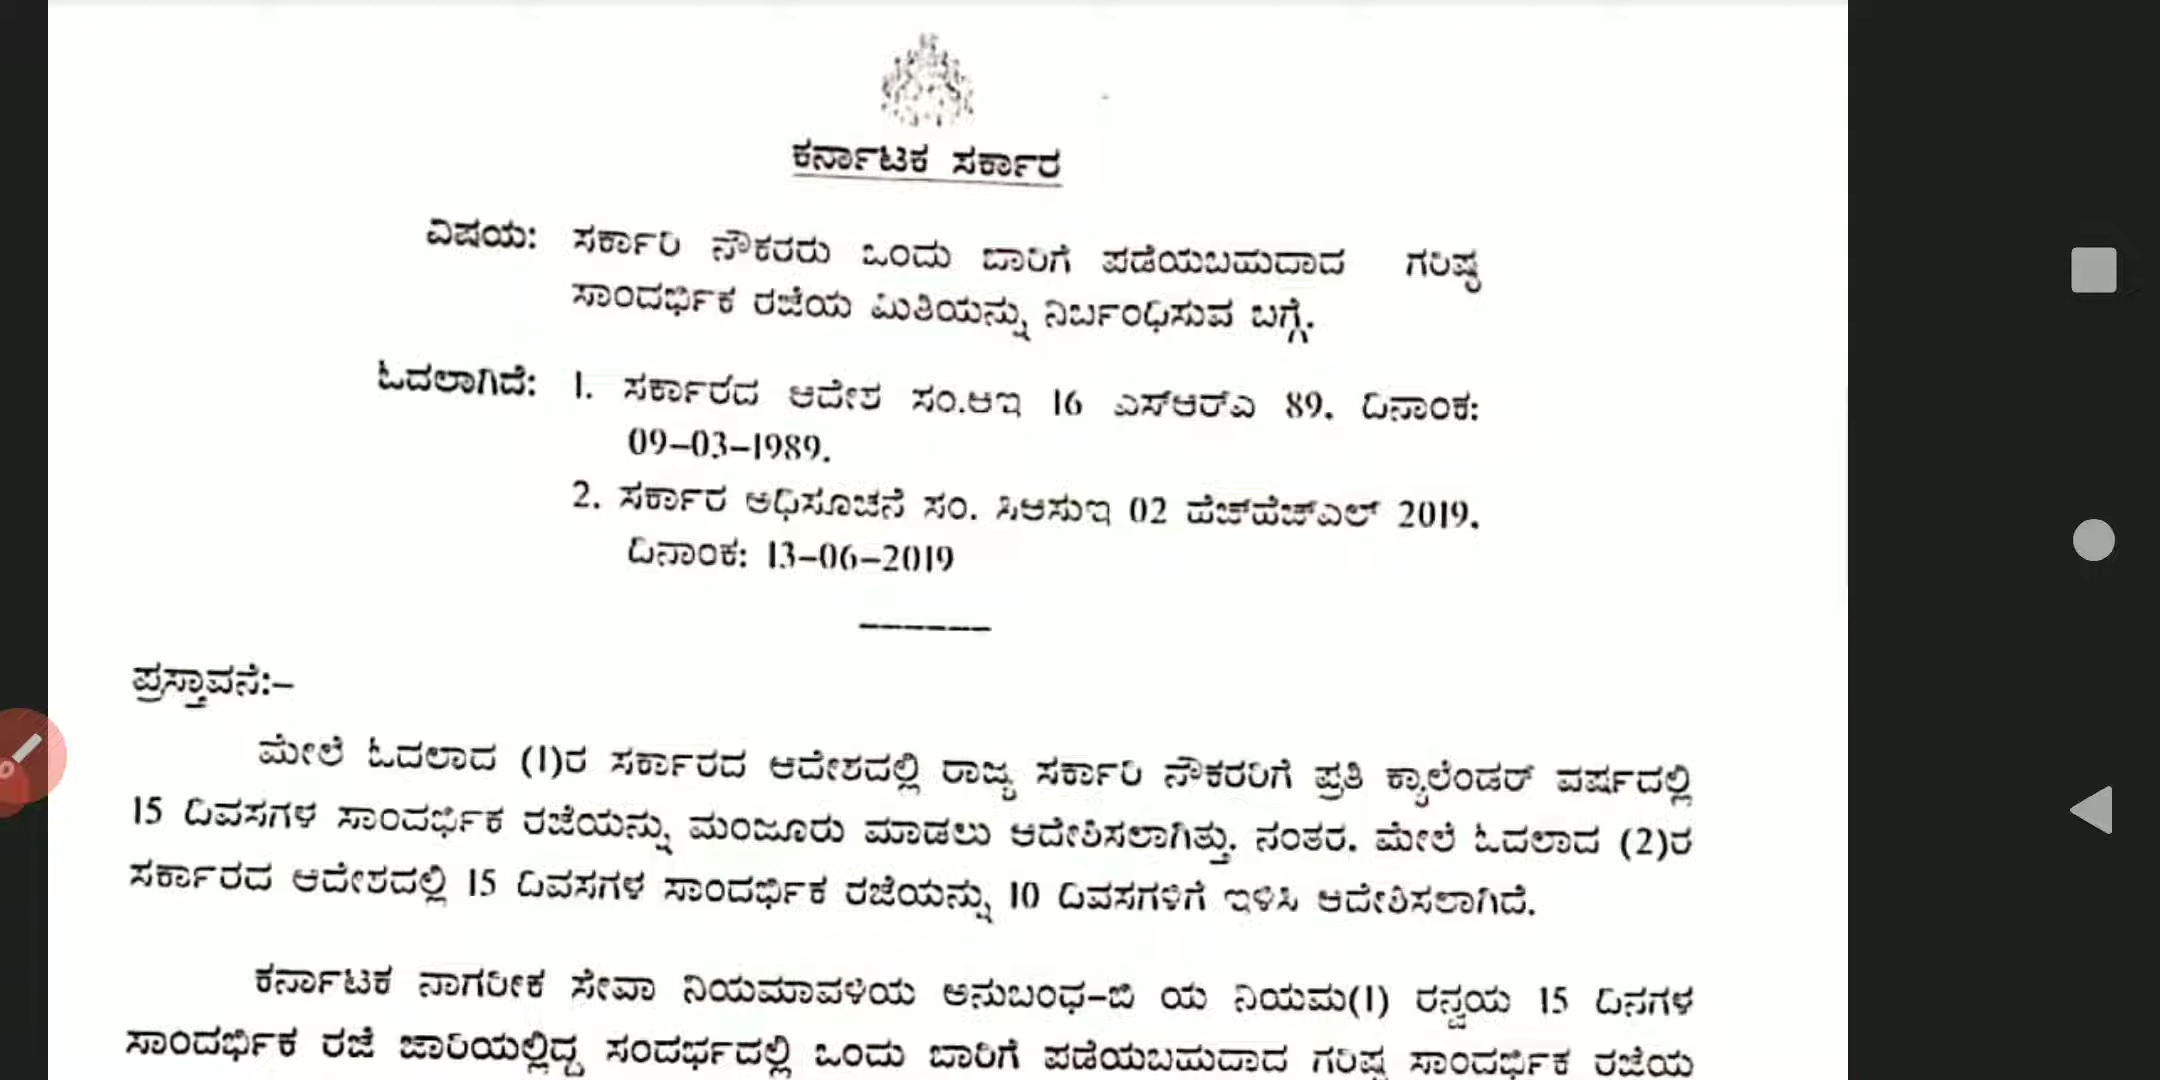 ಕರ್ನಾಟಕ ಸರ್ಕಾರ
ವಿಷಯ: ಸರ್ಕಾರಿ ನೌಕರರು ಒಂದು ಬಾರಿಗೆ ಪಡೆಯಬಹುದಾದ ಗರಿಷ್ಠ
ಸಾಂದರ್ಭಿಕ ರಜೆಯ ಮಿತಿಯನ್ನು ನಿರ್ಬಂಧಿಸುವ ಬಗ್ಗೆ.
ಓದಲಾಗಿದೆ: 1. ಸರ್ಕಾರದ ಆದೇಶ ಸಂ.ಆಇ 16 ಎಸ್ಆರ್ಎ 89. ದಿನಾಂಕ:
09-03-1989.
2. ಸರ್ಕಾರ ಅಧಿಸೂಚನೆ ಸಂ. ಸಿಆಸುಇ 02 ಹೆಚ್‌ಹೆಚ್‌ಎಲ್ 2019.
ದಿನಾಂಕ: 13-06-2019
------
ಪ್ರಸ್ತಾವನೆ:-
ಮೇಲೆ ಓದಲಾದ (1)ರ ಸರ್ಕಾರದ ಆದೇಶದಲ್ಲಿ ರಾಜ್ಯ ಸರ್ಕಾರಿ ನೌಕರರಿಗೆ ಪ್ರತಿ ಕ್ಯಾಲೆಂಡರ್ ವರ್ಷದಲ್ಲಿ
15 ದಿವಸಗಳ ಸಾಂದರ್ಭಿಕ ರಜೆಯನ್ನು ಮಂಜೂರು ಮಾಡಲು ಆದೇಶಿಸಲಾಗಿತ್ತು. ನಂತರ. ಮೇಲೆ ಓದಲಾದ (2)ರ
ಸರ್ಕಾರದ ಆದೇಶದಲ್ಲಿ 15 ದಿವಸಗಳ ಸಾಂದರ್ಭಿಕ ರಜೆಯನ್ನು 10 ದಿವಸಗಳಿಗೆ ಇಳಿಸಿ ಆದೇಶಿಸಲಾಗಿದೆ.
ಕರ್ನಾಟಕ ನಾಗರೀಕ ಸೇವಾ ನಿಯಮಾವಳಿಯ ಅನುಬಂಧ-ಬಿ ಯ ನಿಯಮ(1) ರನ್ವಯ 15 ದಿನಗಳ
ಸಾಂದರ್ಭಿಕ ರಜೆ ಜಾರಿಯಲ್ಲಿದ್ದ ಸಂದರ್ಭದಲ್ಲಿ ಒಂದು ಬಾರಿಗೆ ಪಡೆಯಬಹುದಾದ ಗರಿಷ್ಠ ಸಾಂದರ್ಭಿಕ ರಜೆಯ